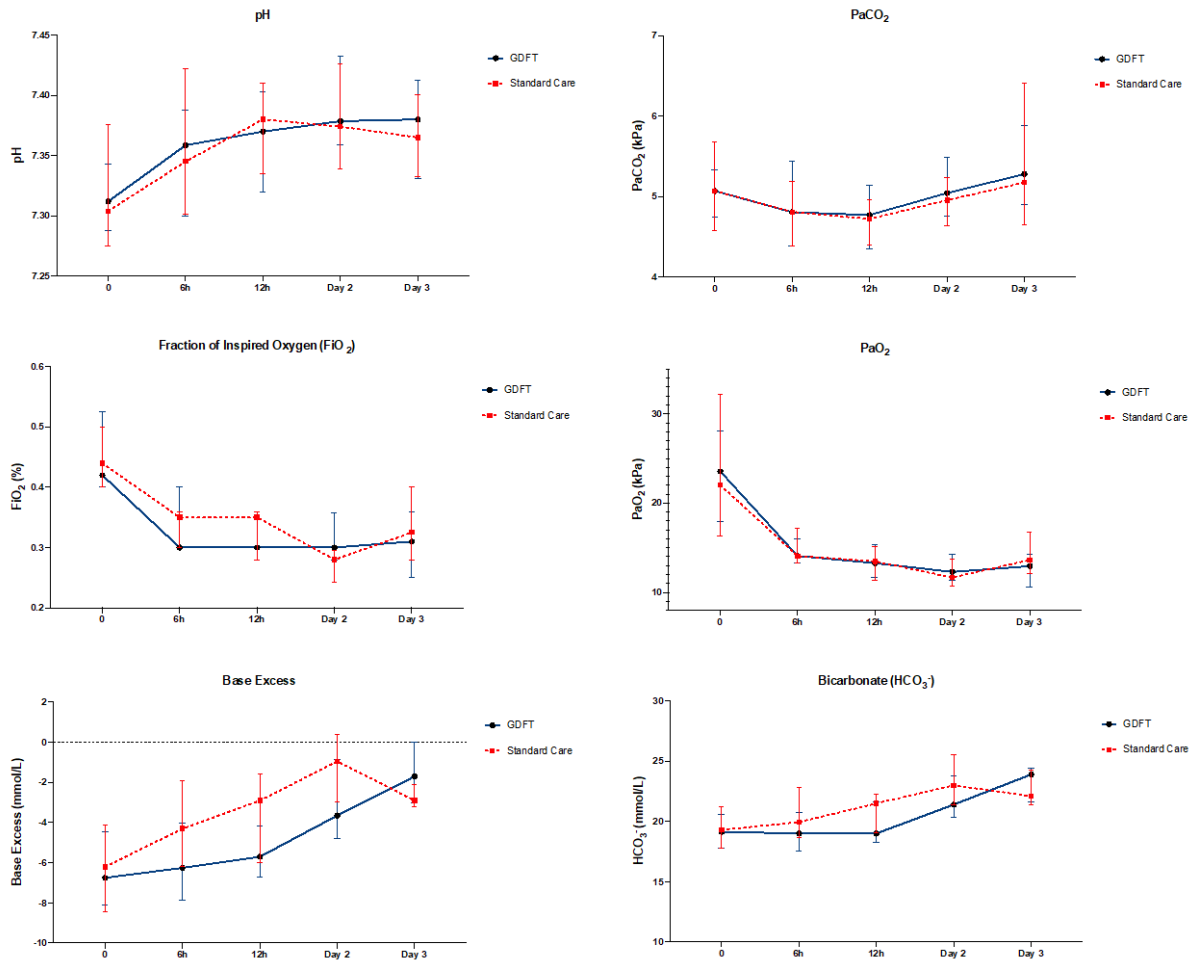 pH
7.45
7.40
7.35
7.30
7.25
pH
0 6h 12h Day 2 Day 3
GDFT
Standard Care
PaCO₂
7
6
5
4
PaCO₂ (kPa)
0 6h 12h Day 2 Day 3
GDFT
Standard Care
Fraction of Inspired Oxygen (FiO₂)
0.6
0.5
0.4
0.3
0.2
FiO₂ (%)
0 6h 12h Day 2 Day 3
GDFT
Standard Care
PaO₂
30
20
10
PaO₂ (kPa)
0 6h 12h Day 2 Day 3
GDFT
Standard Care
Base Excess
2
0
-2
-4
-6
-8
-10
Base Excess (mmol/L)
0 6h 12h Day 2 Day 3
GDFT
Standard Care
Bicarbonate (HCO₃⁻)
30
25
20
15
10
HCO₃⁻ (mmol/L)
0 6h 12h Day 2 Day 3
GDFT
Standard Care